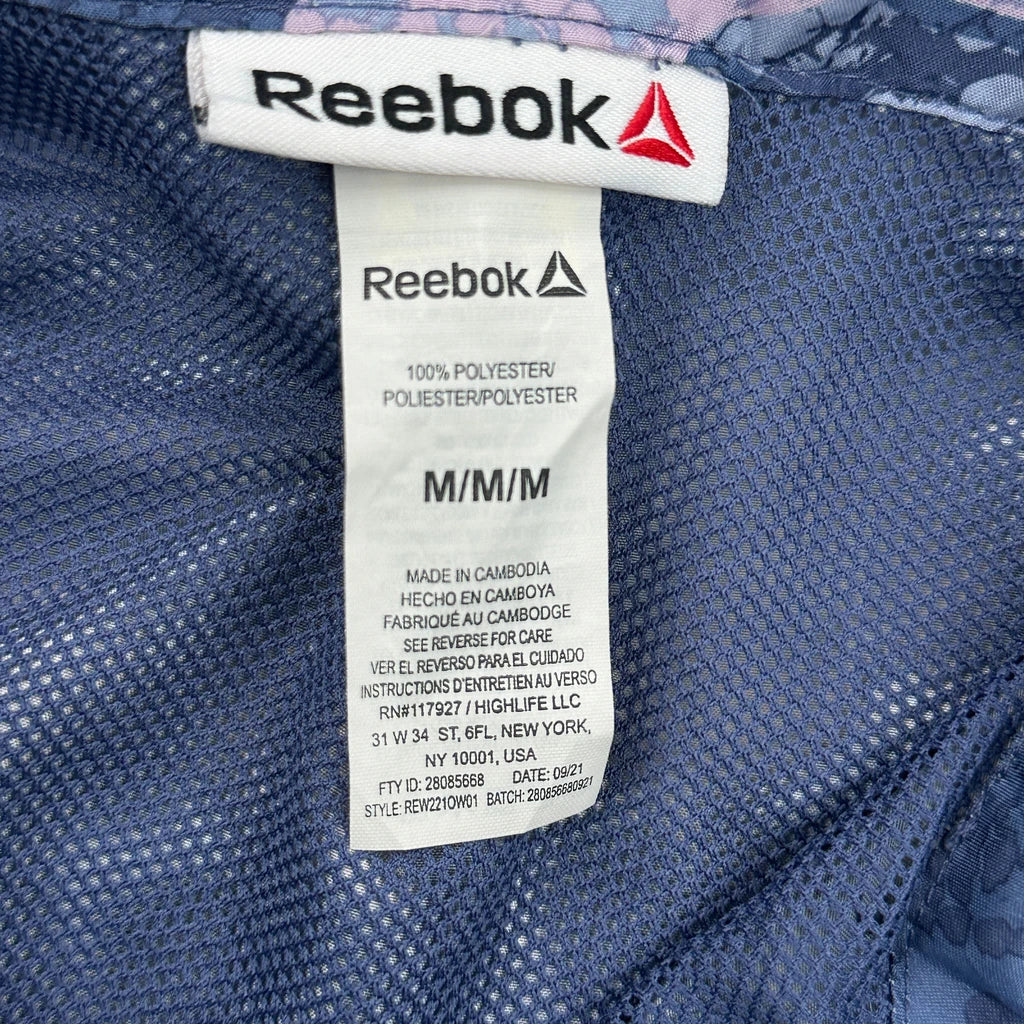 Reebok
Reebok
100% POLYESTER/
POLIESTER/POLYESTER
M/M/M
MADE IN CAMBODIA
HECHO EN CAMBOYA
FABRIQUÉ AU CAMBODGE
SEE REVERSE FOR CARE
VER EL REVERSO PARA EL CUIDADO
INSTRUCTIONS D'ENTRETIEN AU VERSO
RN#117927 / HIGHLIFE LLC
31 W 34 ST, 6FL, NEW YORK,
NY 10001, USA
FTY ID: 28085668 DATE: 09/21
STYLE: REW221OW01 BATCH: 280856680921